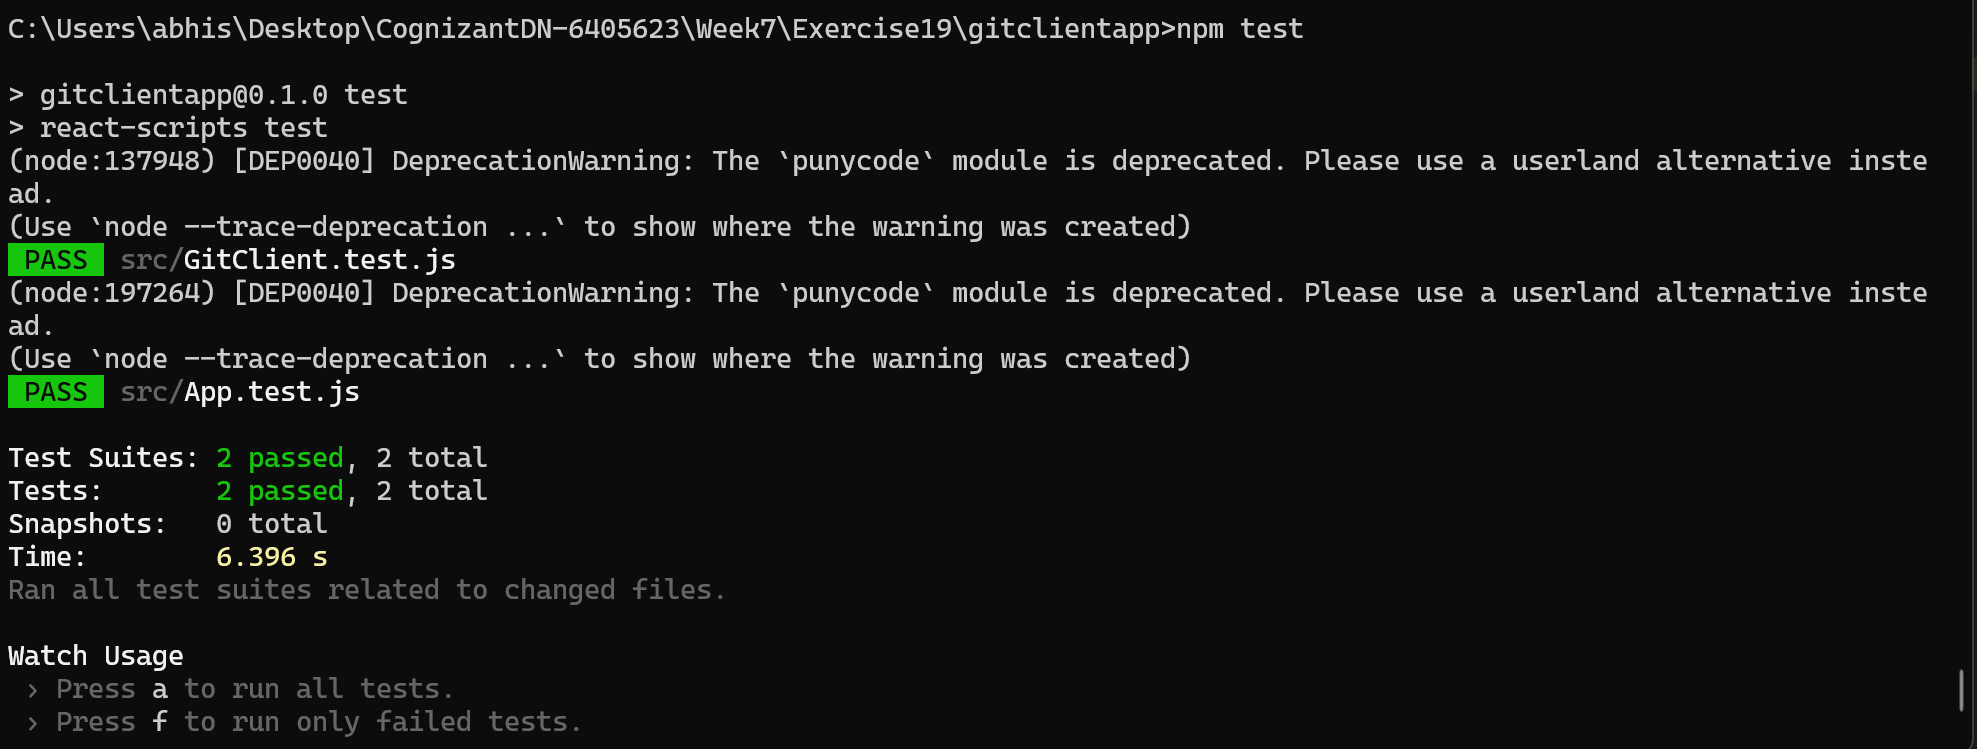 C:\Users\abhis\Desktop\CognizantDN-6405623\Week7\Exercise19\gitclientapp>npm test
> gitclientapp@0.1.0 test
> react-scripts test
(node:137948) [DEP0040] DeprecationWarning: The `punycode` module is deprecated. Please use a userland alternative inste
ad.
(Use `node --trace-deprecation ...` to show where the warning was created)
PASS src/GitClient.test.js
(node:197264) [DEP0040] DeprecationWarning: The `punycode` module is deprecated. Please use a userland alternative inste
ad.
(Use `node --trace-deprecation ...` to show where the warning was created)
PASS src/App.test.js
Test Suites: 2 passed, 2 total
Tests: 2 passed, 2 total
Snapshots: 0 total
Time: 6.396 s
Ran all test suites related to changed files.
Watch Usage
› Press a to run all tests.
› Press f to run only failed tests.